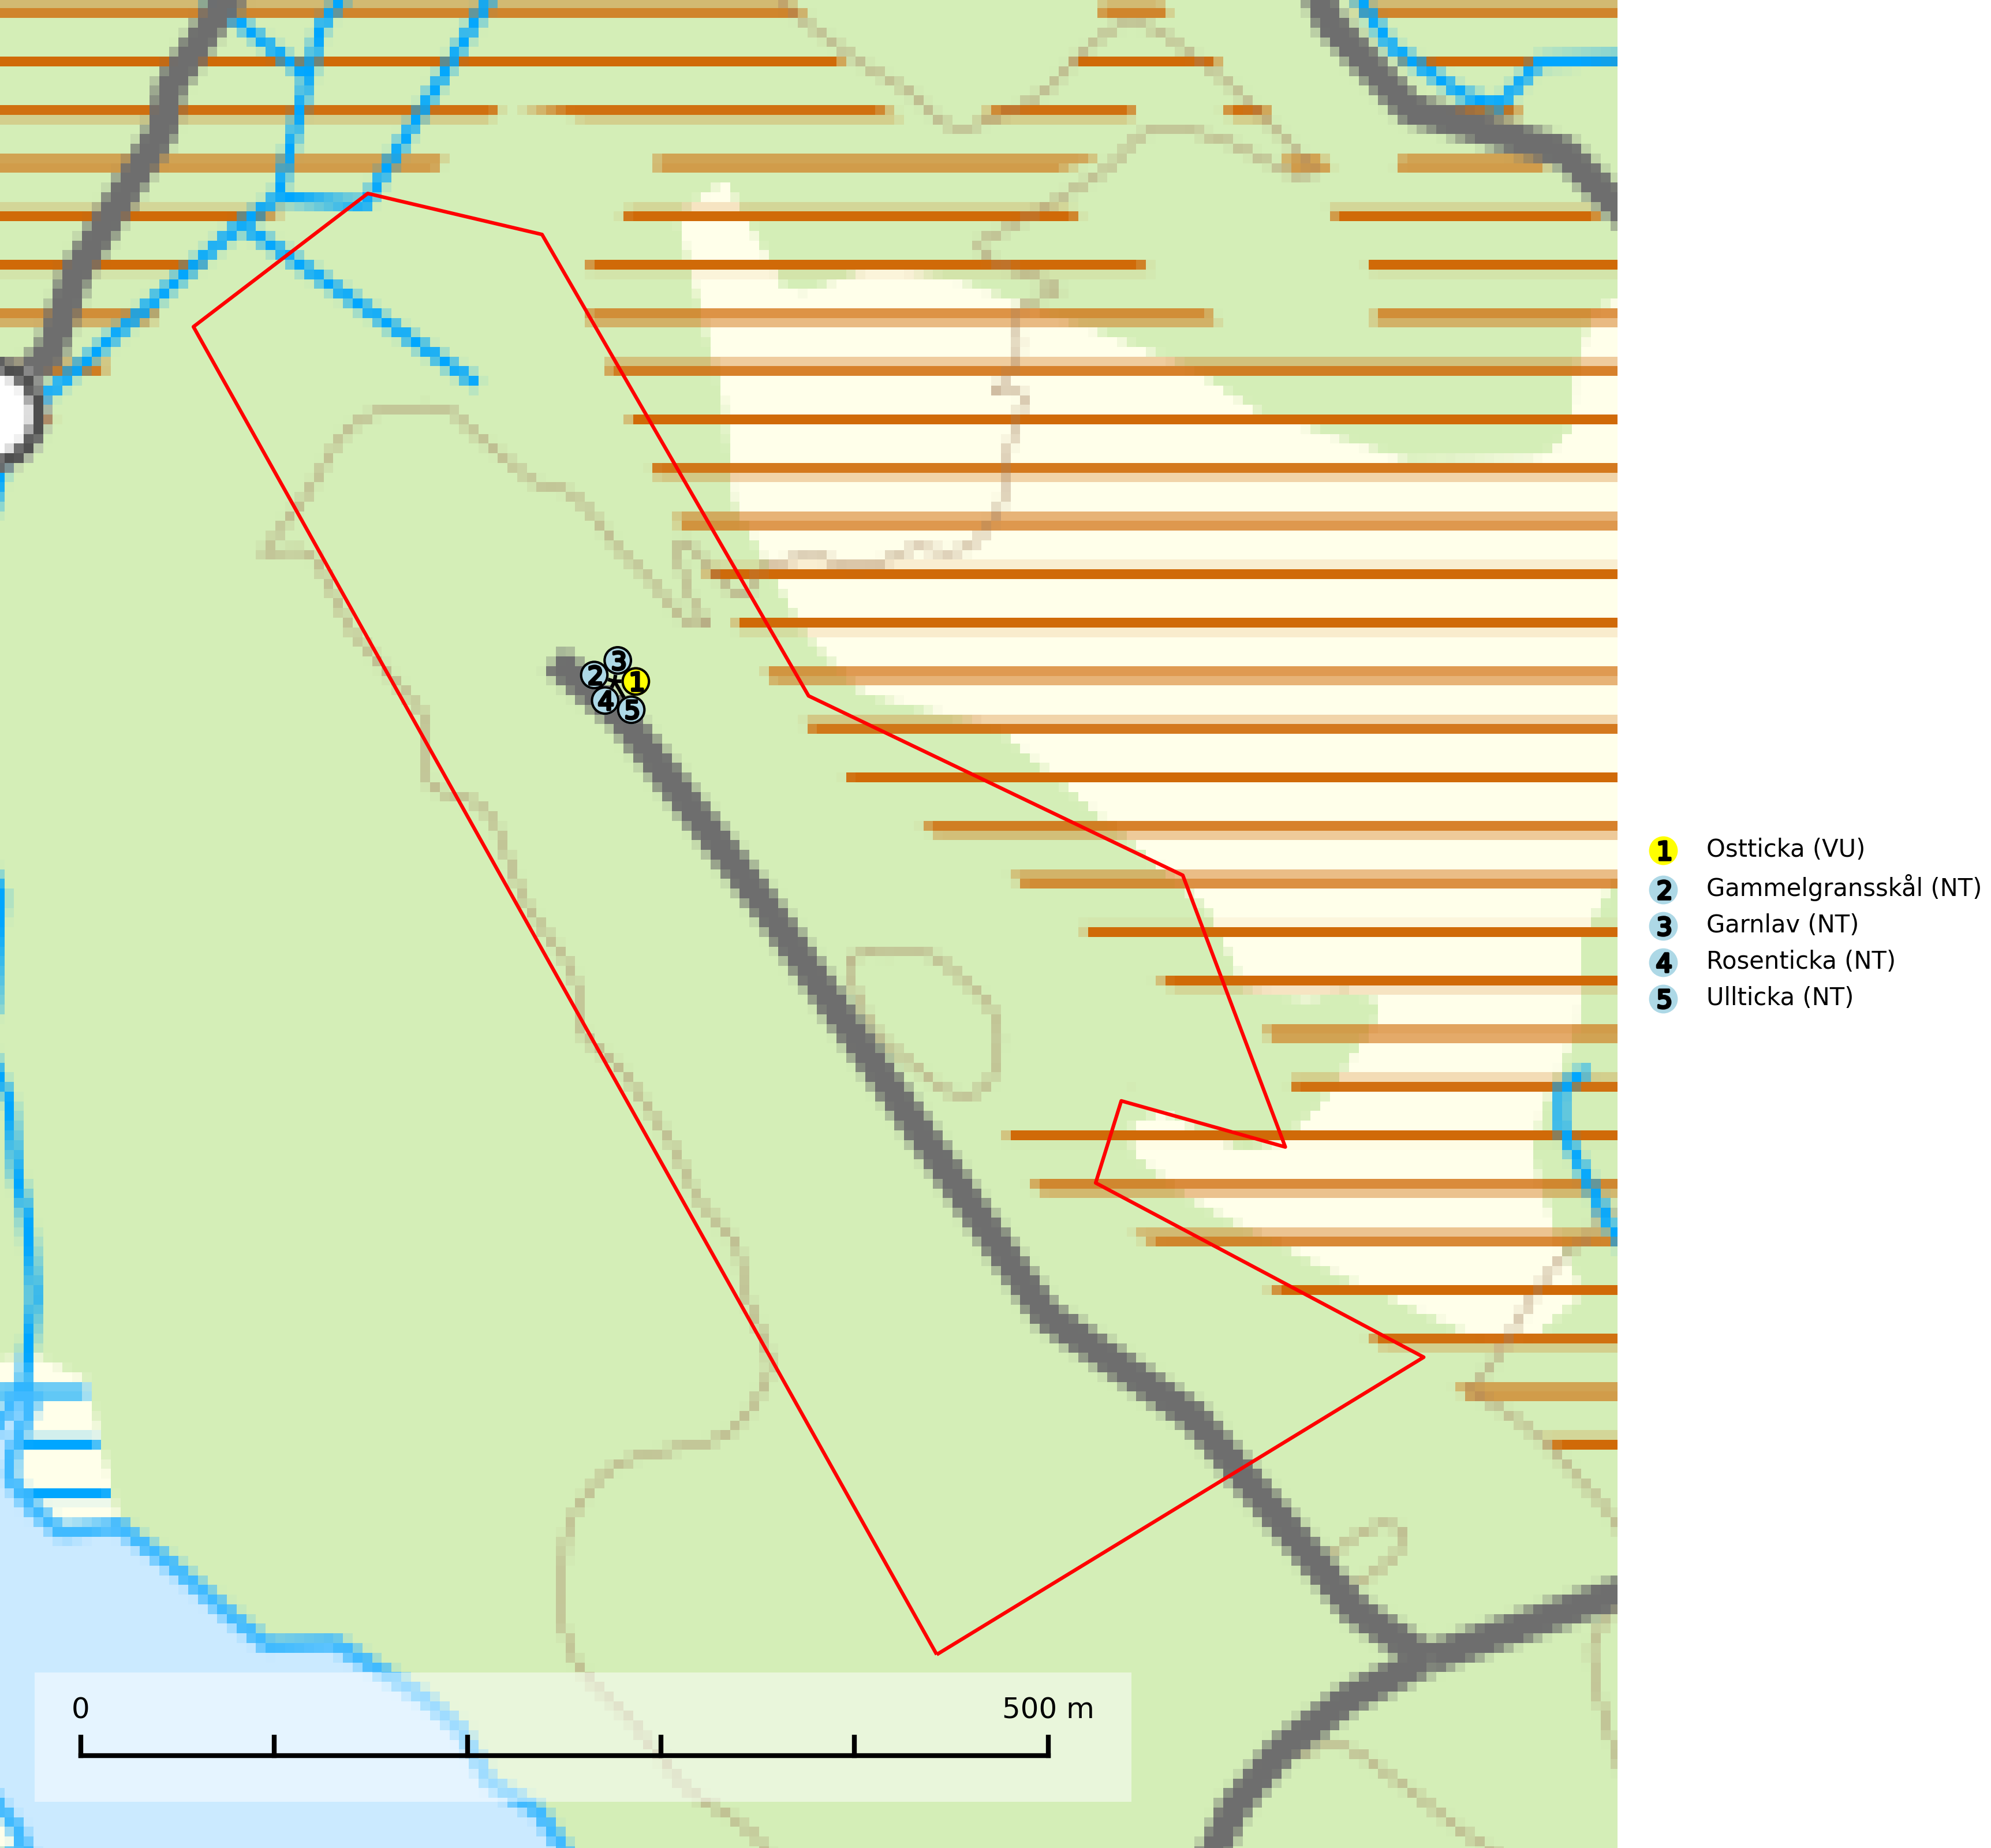 3
2
1
4
5
1 Ostticka (VU)
2 Gammelgransskål (NT)
3 Garnlav (NT)
4 Rosenticka (NT)
5 Ullticka (NT)
0 500 m